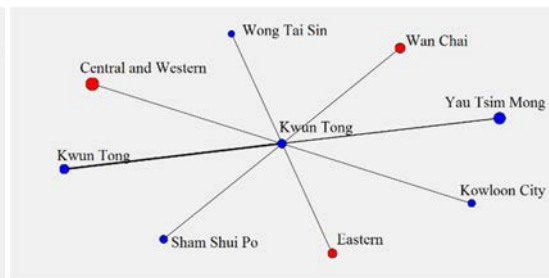 Wong Tai Sin
Wan Chai
Central and Western
Yau Tsim Mong
Kwun Tong
Kwun Tong
Kowloon City
Sham Shui Po
Eastern